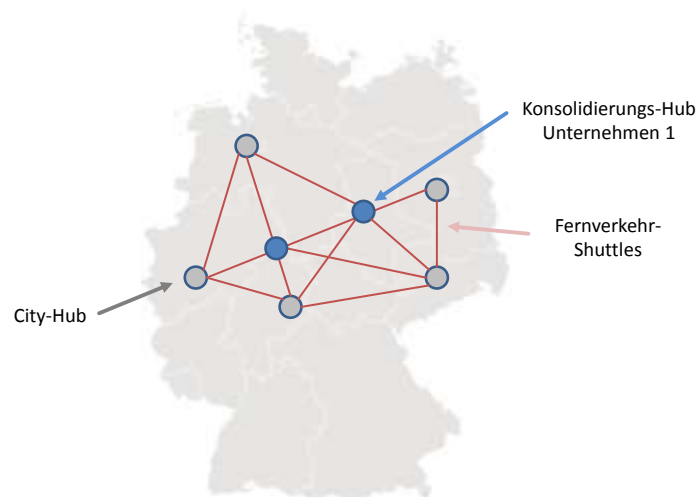 Konsolidierungs-Hub
Unternehmen 1
Fernverkehr-
Shuttles
City-Hub